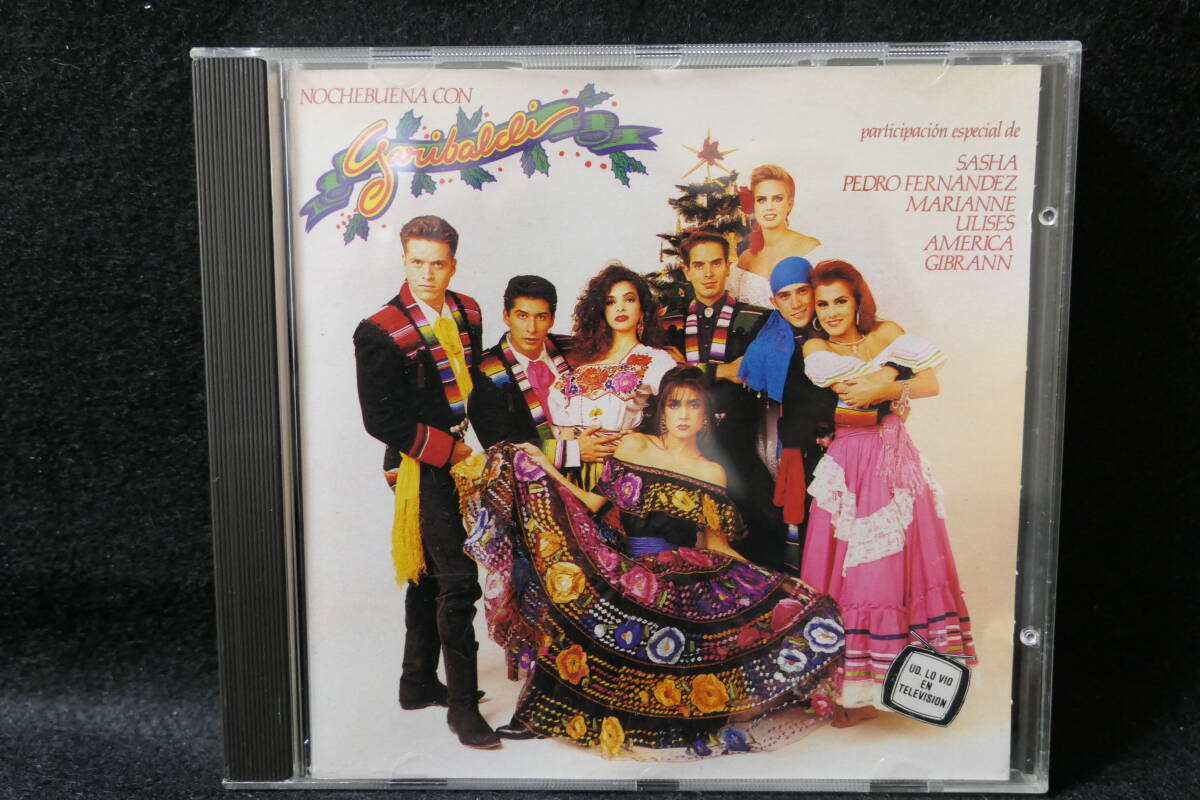 NOCHEBUENA CON
Garibaldi
participación especial de
SASHA
PEDRO FERNANDEZ
MARIANNE
ULISES
AMERICA
GIBRANN
UD. LO VIO
EN
TELEVISION